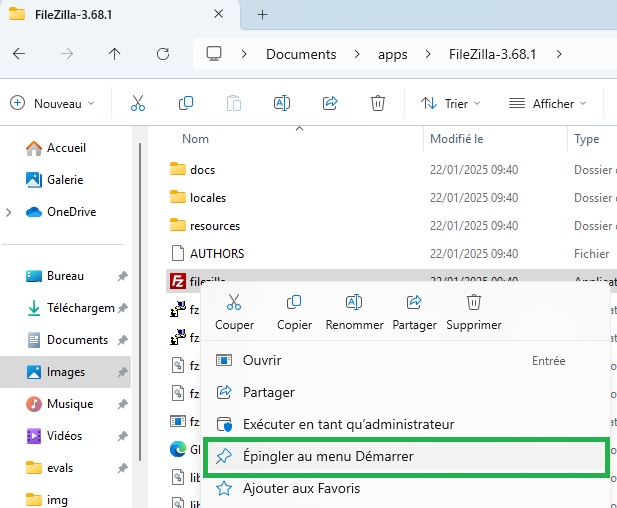 FileZilla-3.68.1
Documents
apps
FileZilla-3.68.1
Nouveau
Trier
Afficher
Nom
Modifié le
Type
Accueil
docs
22/01/2025 09:40
Dossier
Galerie
locales
22/01/2025 09:40
Dossier
OneDrive
resources
22/01/2025 09:40
Dossier
AUTHORS
22/01/2025 09:40
Fichier
Bureau
filezilla
22/01/2025 09:40
Téléchargem
Documents
Images
Musique
Vidéos
evals
img
Couper
Copier
Renommer
Partager
Supprimer
Ouvrir
Entrée
Partager
Exécuter en tant qu'administrateur
Épingler au menu Démarrer
Ajouter aux Favoris